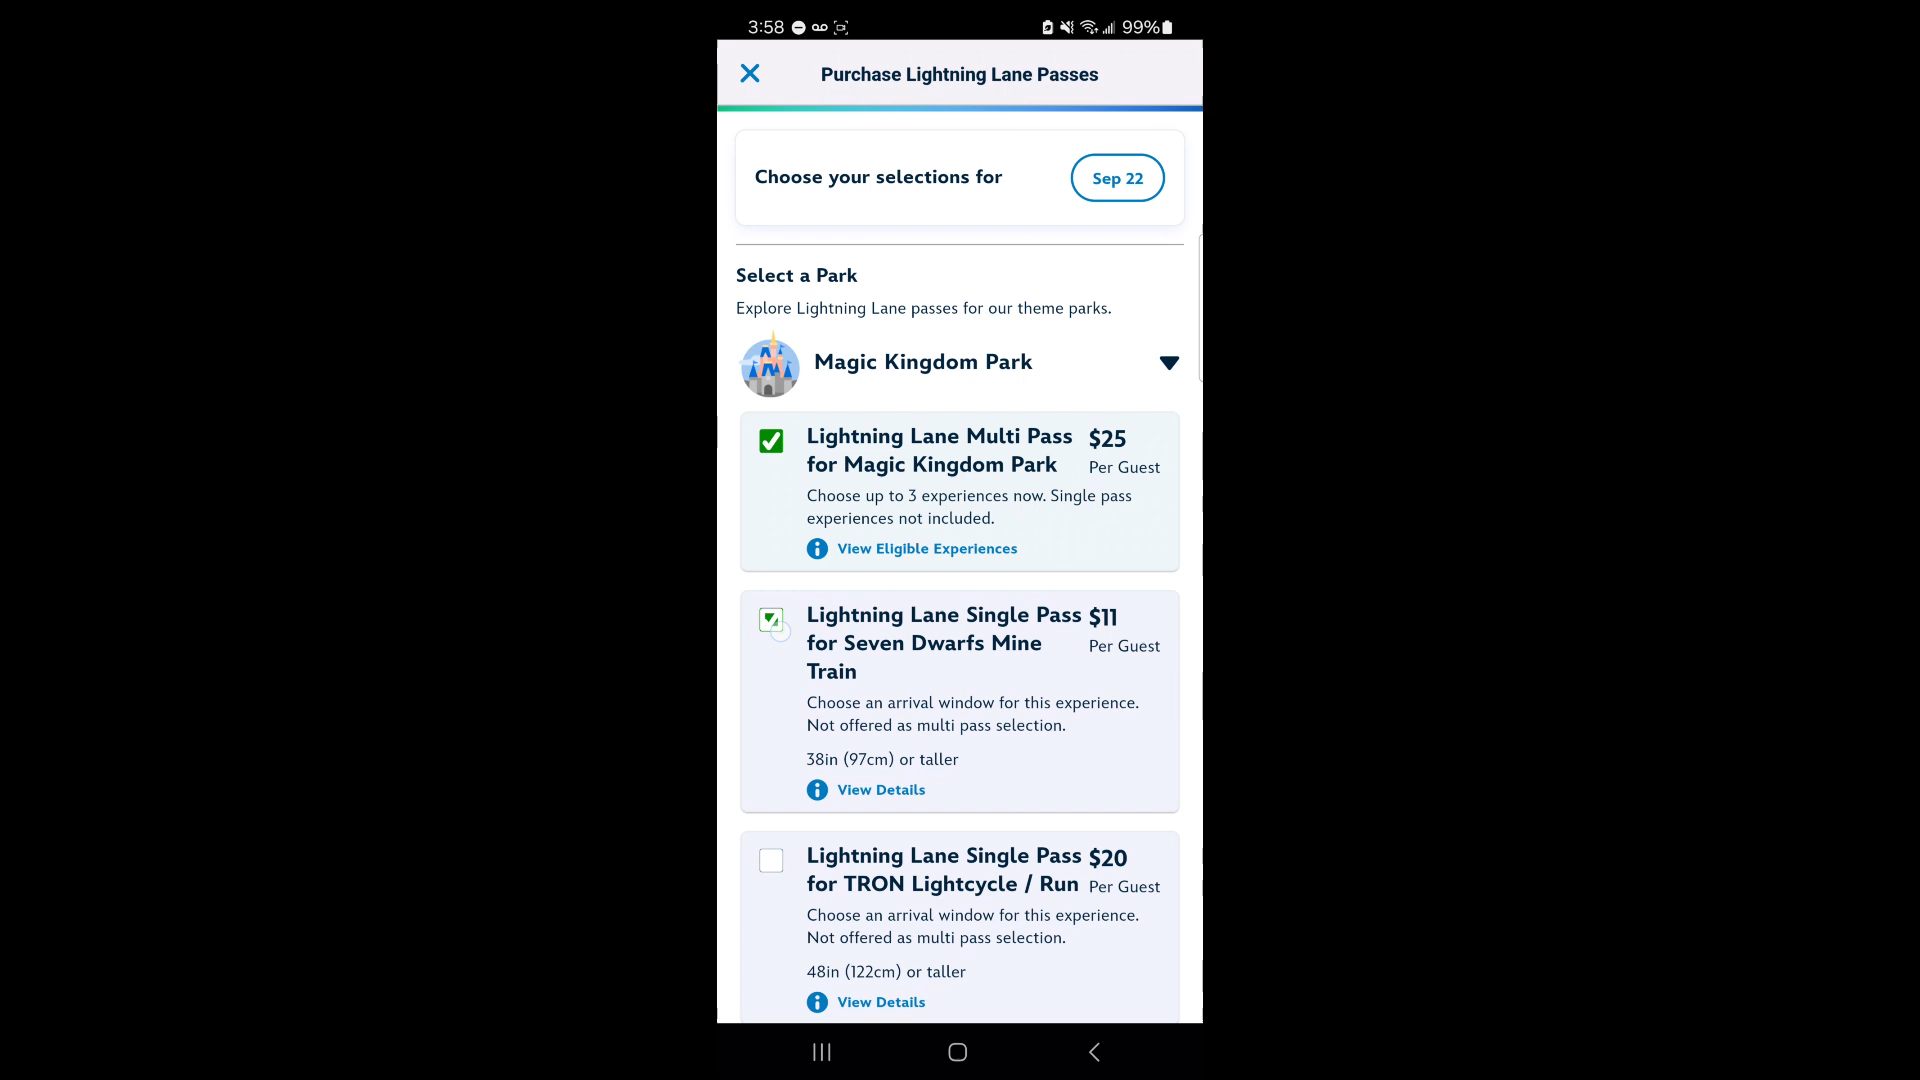 3:58
99%
Purchase Lightning Lane Passes
Choose your selections for
Sep 22
Select a Park
Explore Lightning Lane passes for our theme parks.
Magic Kingdom Park
Lightning Lane Multi Pass
for Magic Kingdom Park
$25
Per Guest
Choose up to 3 experiences now. Single pass
experiences not included.
View Eligible Experiences
Lightning Lane Single Pass
for Seven Dwarfs Mine
Train
$11
Per Guest
Choose an arrival window for this experience.
Not offered as multi pass selection.
38in (97cm) or taller
View Details
Lightning Lane Single Pass
for TRON Lightcycle / Run
$20
Per Guest
Choose an arrival window for this experience.
Not offered as multi pass selection.
48in (122cm) or taller
View Details